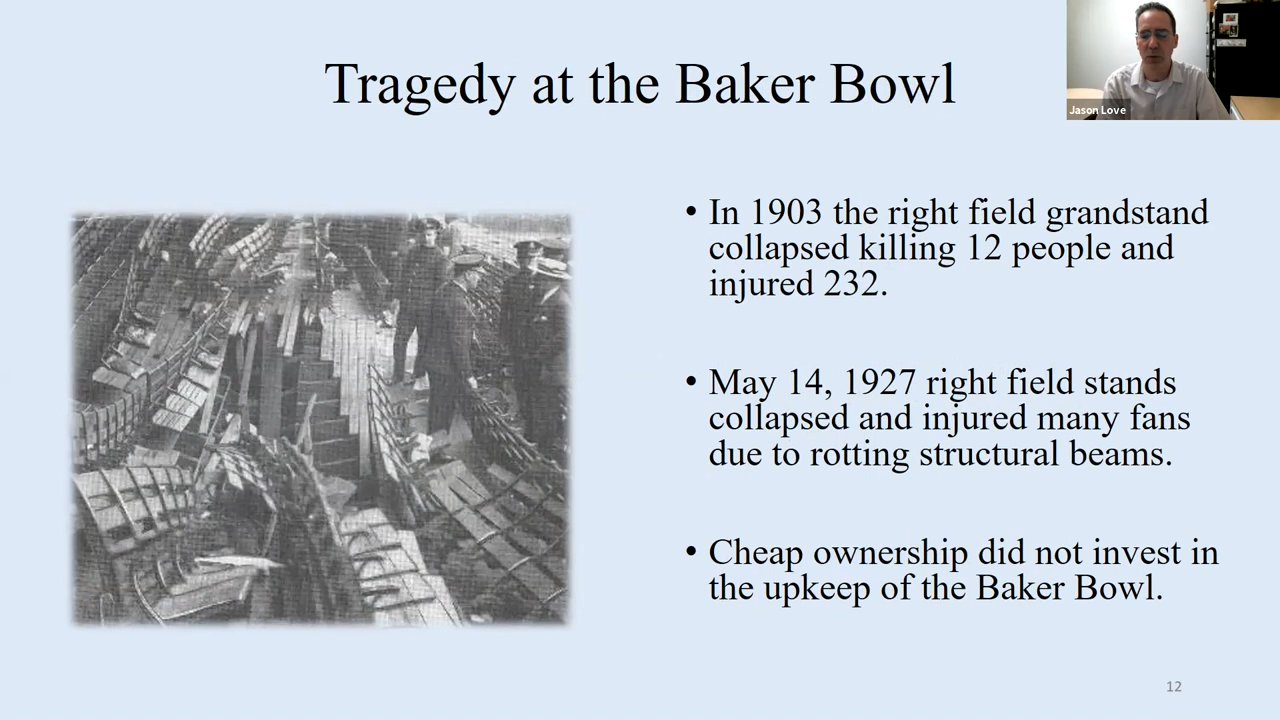 Tragedy at the Baker Bowl
Jason Love
• In 1903 the right field grandstand
collapsed killing 12 people and
injured 232.
• May 14, 1927 right field stands
collapsed and injured many fans
due to rotting structural beams.
• Cheap ownership did not invest in
the upkeep of the Baker Bowl.
12